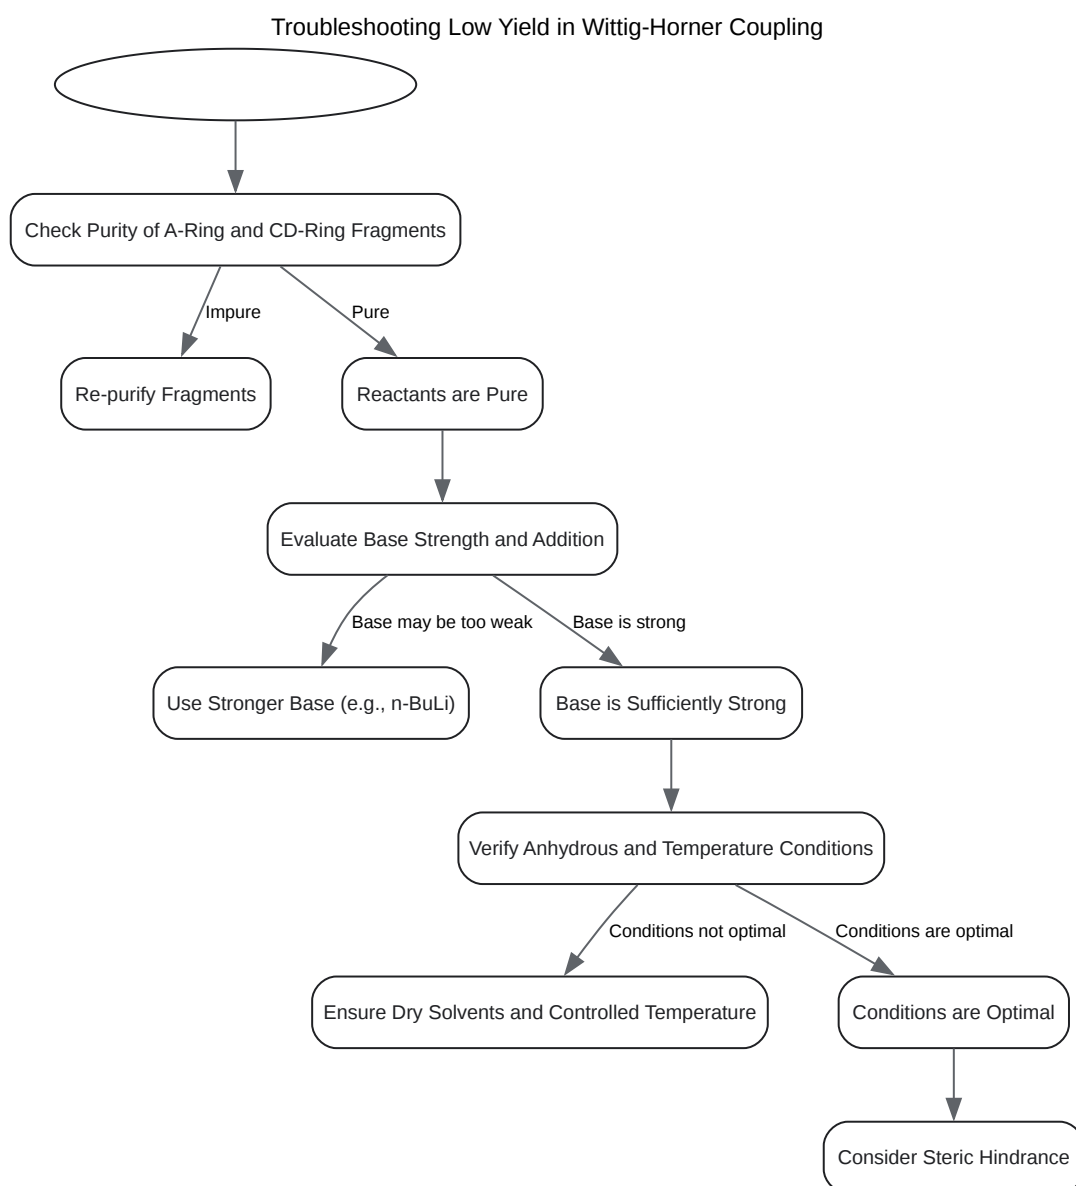 Troubleshooting Low Yield in Wittig-Horner Coupling
Check Purity of A-Ring and CD-Ring Fragments
Impure
Pure
Re-purify Fragments
Reactants are Pure
Evaluate Base Strength and Addition
Base may be too weak
Base is strong
Use Stronger Base (e.g., n-BuLi)
Base is Sufficiently Strong
Verify Anhydrous and Temperature Conditions
Conditions not optimal
Conditions are optimal
Ensure Dry Solvents and Controlled Temperature
Conditions are Optimal
Consider Steric Hindrance